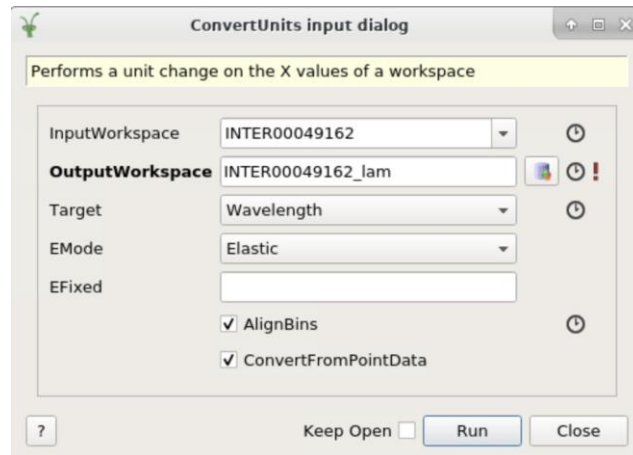 ConvertUnits input dialog
Performs a unit change on the X values of a workspace
InputWorkspace INTER00049162
OutputWorkspace INTER00049162_lam !
Target Wavelength
EMode Elastic
EFixed
AlignBins
ConvertFromPointData
? Keep Open Run Close